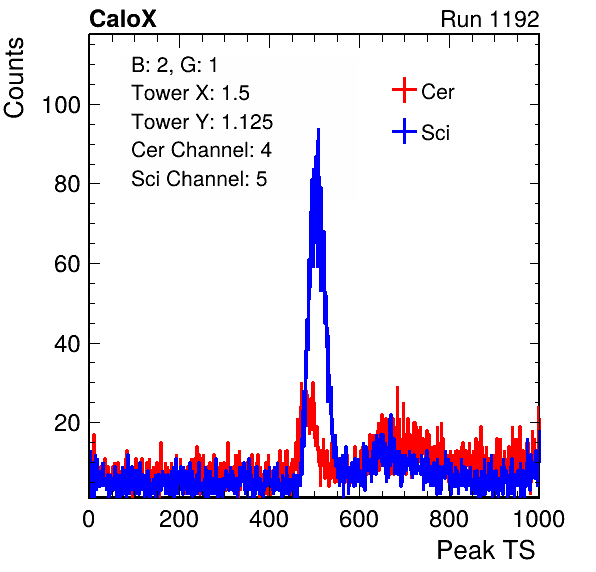 CaloX Run 1192
B: 2, G: 1
Tower X: 1.5
Tower Y: 1.125
Cer Channel: 4
Sci Channel: 5
Cer
Sci
Counts
100
80
60
40
20
0 200 400 600 800 1000
Peak TS